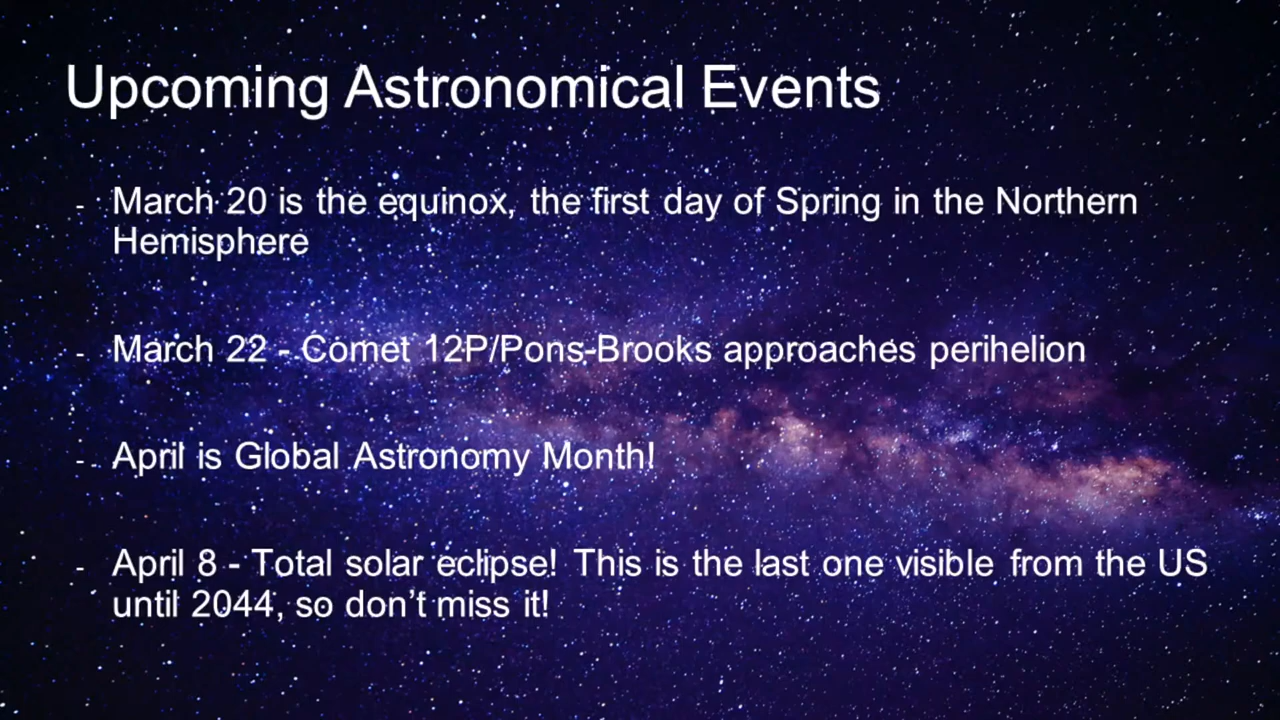 Upcoming Astronomical Events
- March 20 is the equinox, the first day of Spring in the Northern
Hemisphere
- March 22 - Comet 12P/Pons-Brooks approaches perihelion
- April is Global Astronomy Month!
- April 8 - Total solar eclipse! This is the last one visible from the US
until 2044, so don’t miss it!